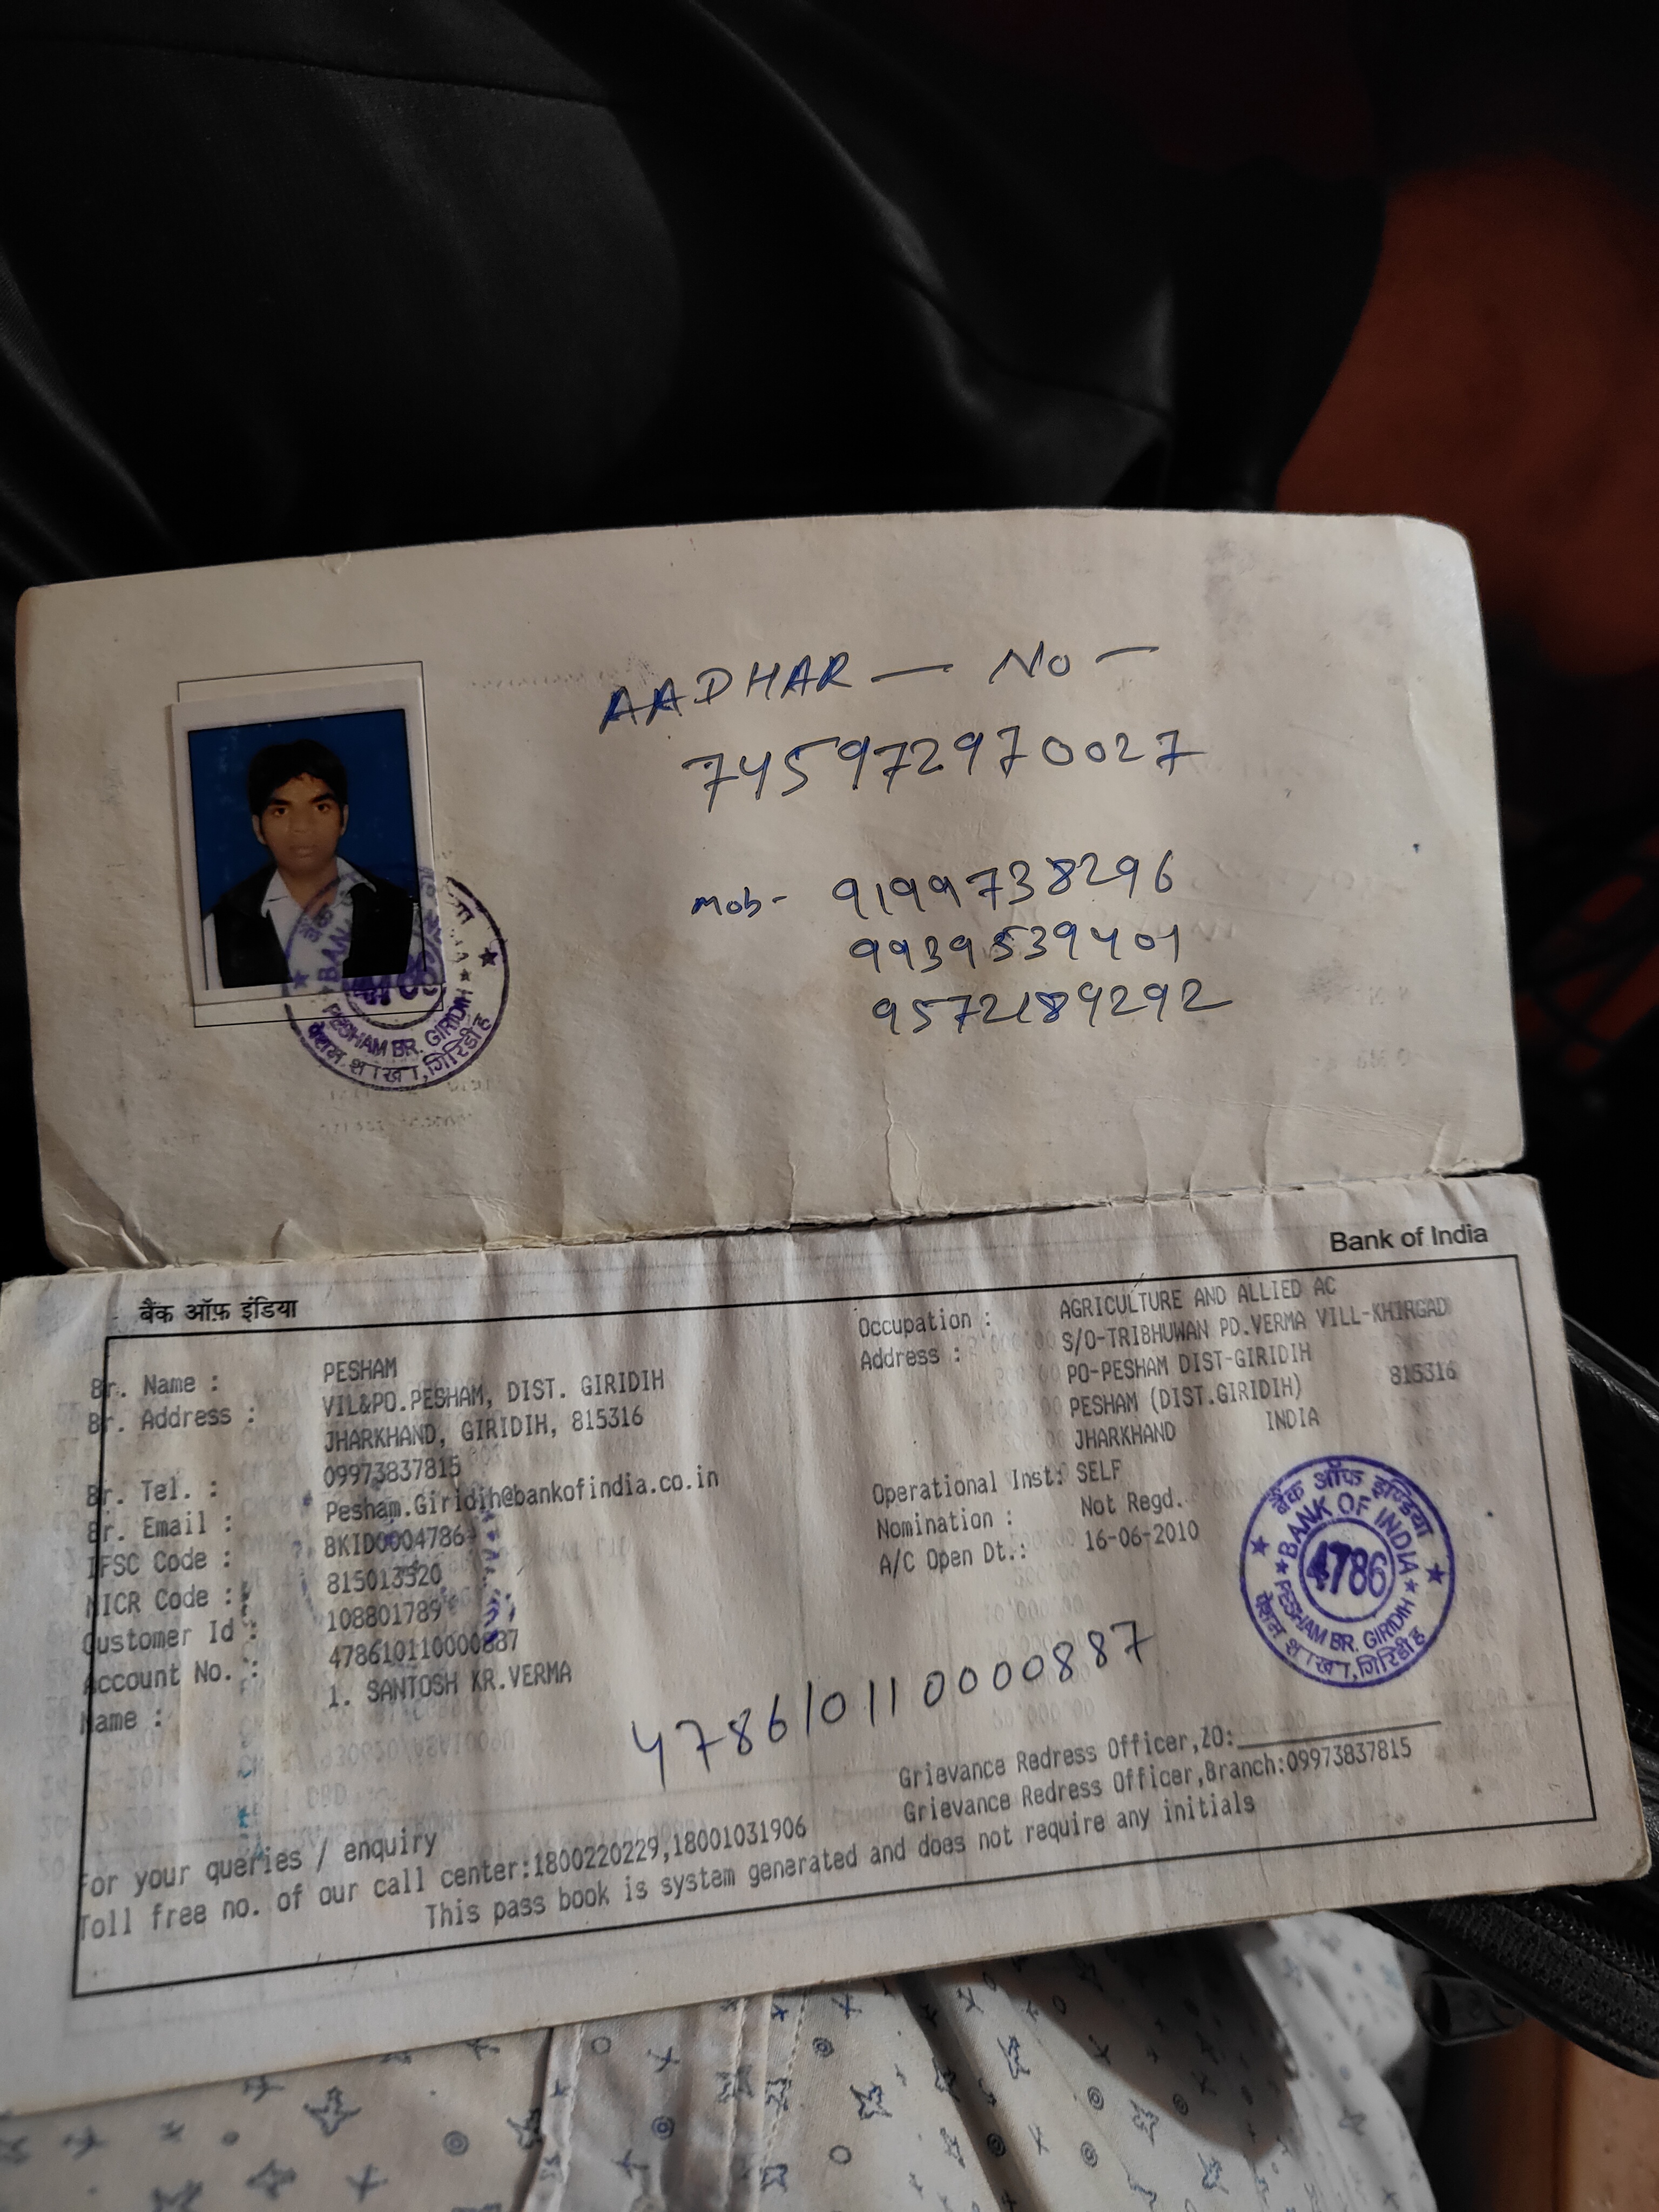 AADHAR — No —
745972970027
Mob- 9199738296
9939539401
9572189292
PESHAM BR. GIRIDIH
पेशम शाखा, गिरिडीह
बैंक ऑफ़ इंडिया
Bank of India
Br. Name : PESHAM
Br. Address : VIL&PO.PESHAM, DIST. GIRIDIH
JHARKHAND, GIRIDIH, 815316
Br. Tel. : 09973837815
Br. Email : Pesham.Giridih@bankofindia.co.in
IFSC Code : BKID0004786
MICR Code : 815013520
Customer Id : 108801789
Account No. : 478610110000887
Name : 1. SANTOSH KR.VERMA
Occupation : AGRICULTURE AND ALLIED AC
Address : S/O-TRIBHUWAN PD.VERMA VILL-KHIRGAD
PO-PESHAM DIST-GIRIDIH
PESHAM (DIST.GIRIDIH) 815316
JHARKHAND INDIA
Operational Inst: SELF
Nomination : Not Regd.
A/C Open Dt.: 16-06-2010
बैंक ऑफ इण्डिया
BANK OF INDIA
4786
PESHAM BR. GIRIDIH
पेशम शाखा, गिरिडीह
478610110000887
Grievance Redress Officer,ZO:
Grievance Redress Officer,Branch:09973837815
For your queries / enquiry
Toll free no. of our call center:1800220229,18001031906
This pass book is system generated and does not require any initials